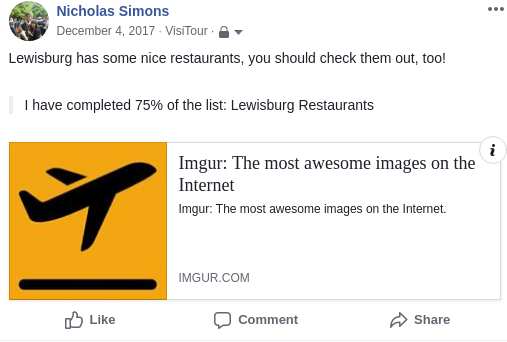 Nicholas Simons
December 4, 2017 · VisiTour ·
Lewisburg has some nice restaurants, you should check them out, too!
I have completed 75% of the list: Lewisburg Restaurants
i
Imgur: The most awesome images on the
Internet
Imgur: The most awesome images on the Internet.
IMGUR.COM
Like Comment Share